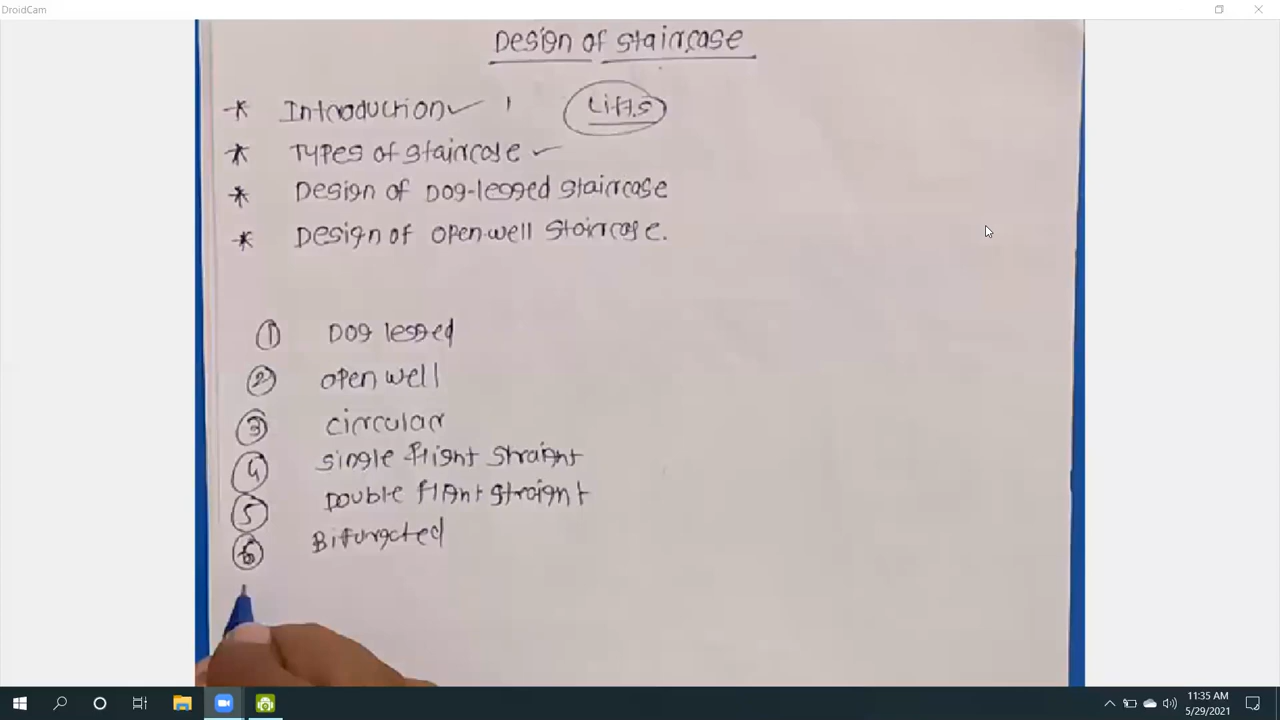 DroidCam
Design of staircase
* Introduction ✓ Lifts
* Types of staircase ✓
* Design of Dog-legged staircase
* Design of open-well staircase.
① Dog legged
② open well
③ circular
④ single flight straight
⑤ Double flight straight
⑥ Bifurgcted
11:35 AM
5/29/2021